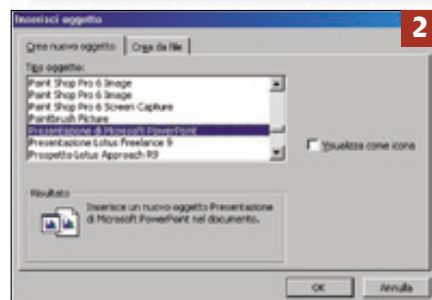 Inserisci oggetto
2
Crea nuovo oggetto
Crea da file
Tipo oggetto:
Paint Shop Pro 6 Image
Paint Shop Pro 6 Image
Paint Shop Pro 6 Screen Capture
Paintbrush Picture
Presentazione di Microsoft PowerPoint
Presentazione Lotus Freelance 9
Prospetto Lotus Approach R9
Visualizza come icona
Risultato
Inserisce un nuovo oggetto Presentazione
di Microsoft PowerPoint nel documento.
OK
Annulla